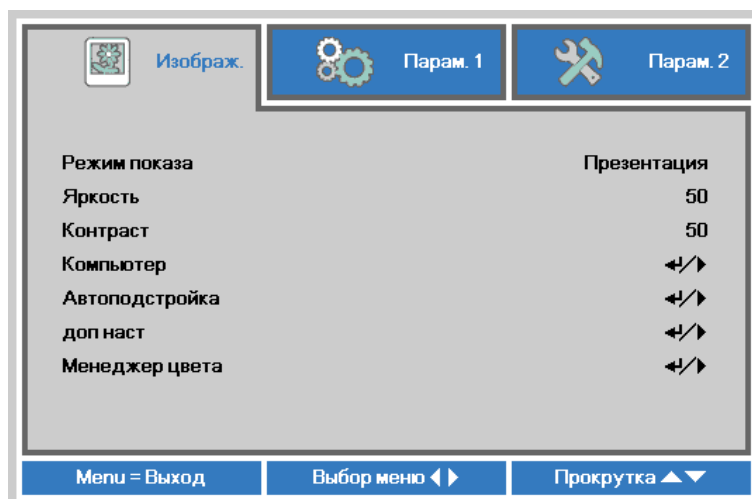 Изображ. Парам. 1 Парам. 2
Режим показа Презентация
Яркость 50
Контраст 50
Компьютер
Автоподстройка
доп наст
Менеджер цвета
Menu = Выход Выбор меню Прокрутка